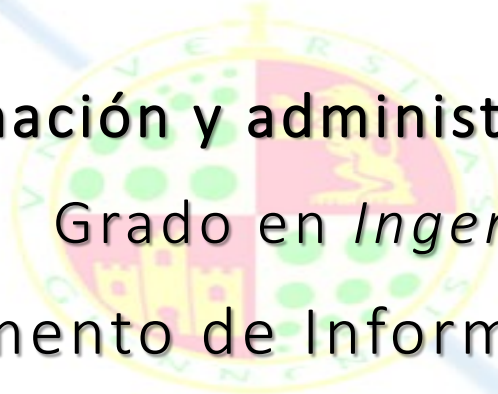 nación y administ
Grado en Inger
mento de Inform